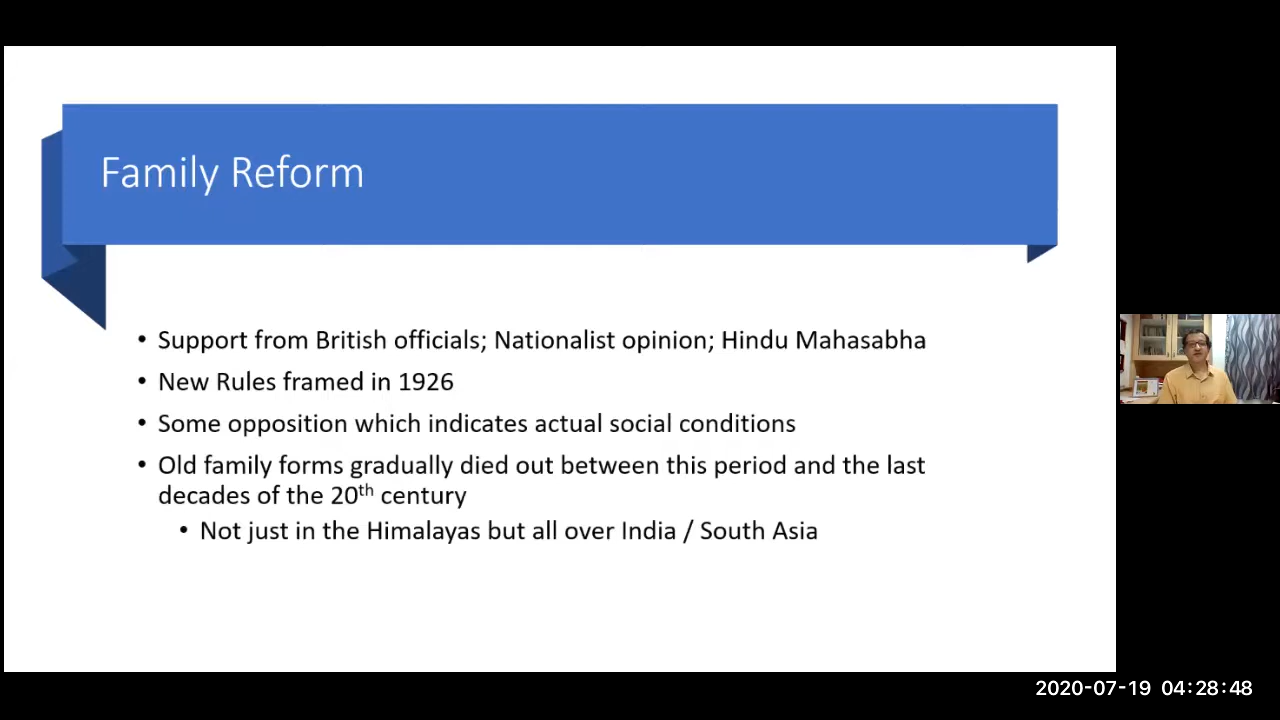 Family Reform
• Support from British officials; Nationalist opinion; Hindu Mahasabha
• New Rules framed in 1926
• Some opposition which indicates actual social conditions
• Old family forms gradually died out between this period and the last
decades of the 20th century
• Not just in the Himalayas but all over India / South Asia
2020-07-19 04:28:48